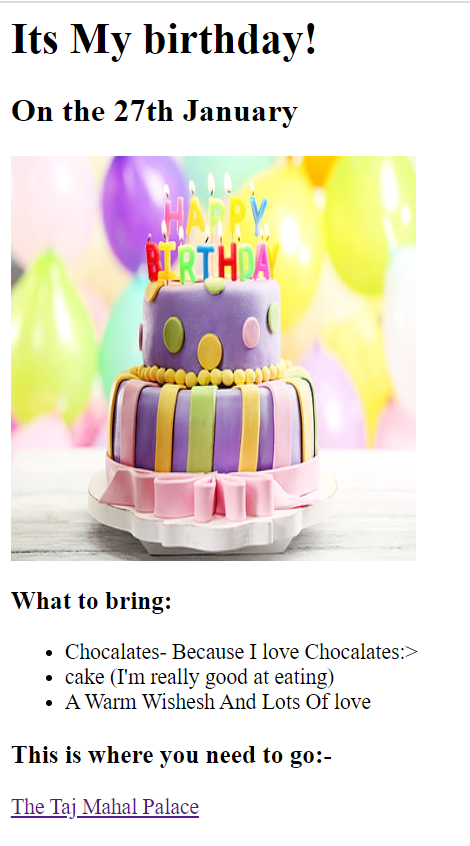 Its My birthday!
On the 27th January
HAPPY
BIRTHDAY
What to bring:
Chocalates- Because I love Chocalates:>
cake (I'm really good at eating)
A Warm Wishesh And Lots Of love
This is where you need to go:-
The Taj Mahal Palace